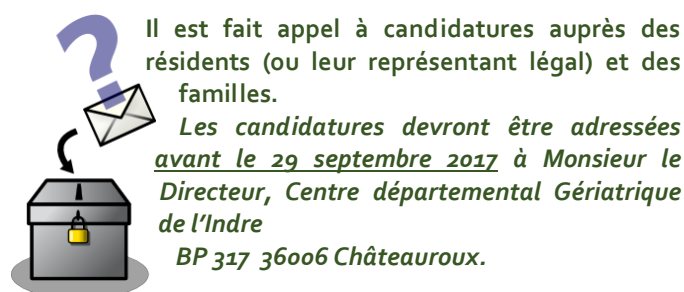 ?
Il est fait appel à candidatures auprès des
résidents (ou leur représentant légal) et des
familles.
Les candidatures devront être adressées
avant le 29 septembre 2017 à Monsieur le
Directeur, Centre départemental Gériatrique
de l'Indre
BP 317 36006 Châteauroux.